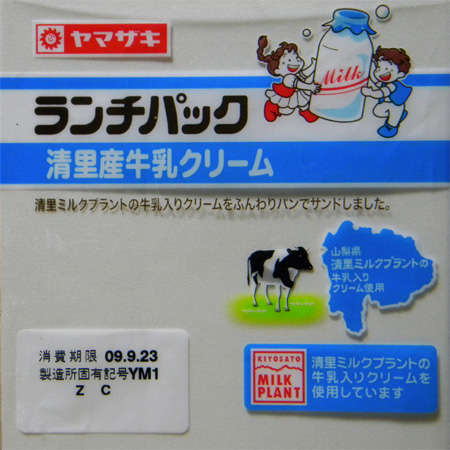 ヤマザキ
Milk
ランチパック
清里産牛乳クリーム
清里ミルクプラントの牛乳入りクリームをふんわりパンでサンドしました。
山梨県
清里ミルクプラントの
牛乳入り
クリーム使用
消費期限 09.9.23
製造所固有記号YM1
Z C
KIYOSATO
MILK
PLANT
清里ミルクプラントの
牛乳入りクリームを
使用しています